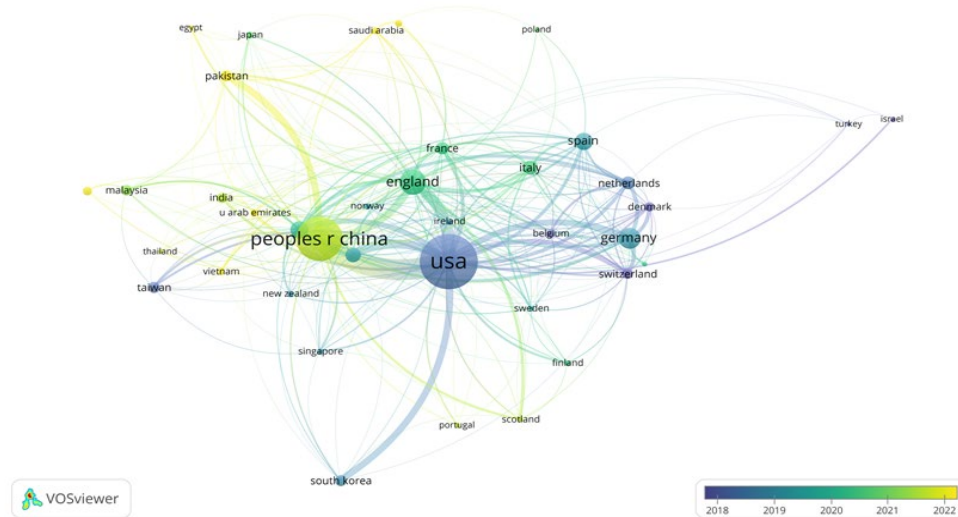 egypt
japan
saudi arabia
poland
pakistan
turkey
israel
france
spain
italy
england
netherlands
malaysia
india
norway
denmark
u arab emirates
ireland
belgium
peoples r china
germany
thailand
usa
vietnam
switzerland
taiwan
new zealand
sweden
singapore
finland
portugal
scotland
south korea
VOSviewer
2018 2019 2020 2021 2022